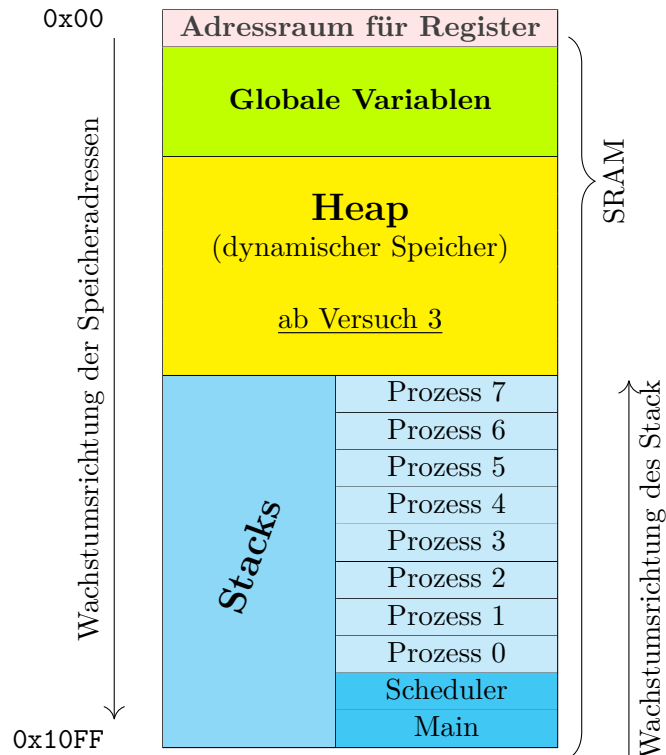 0x00
Adressraum für Register
Globale Variablen
Heap
(dynamischer Speicher)
ab Versuch 3
Wachstumsrichtung der Speicheradressen
SRAM
Stacks
Prozess 7
Prozess 6
Prozess 5
Prozess 4
Prozess 3
Prozess 2
Prozess 1
Prozess 0
Scheduler
Main
Wachstumsrichtung des Stack
0x10FF